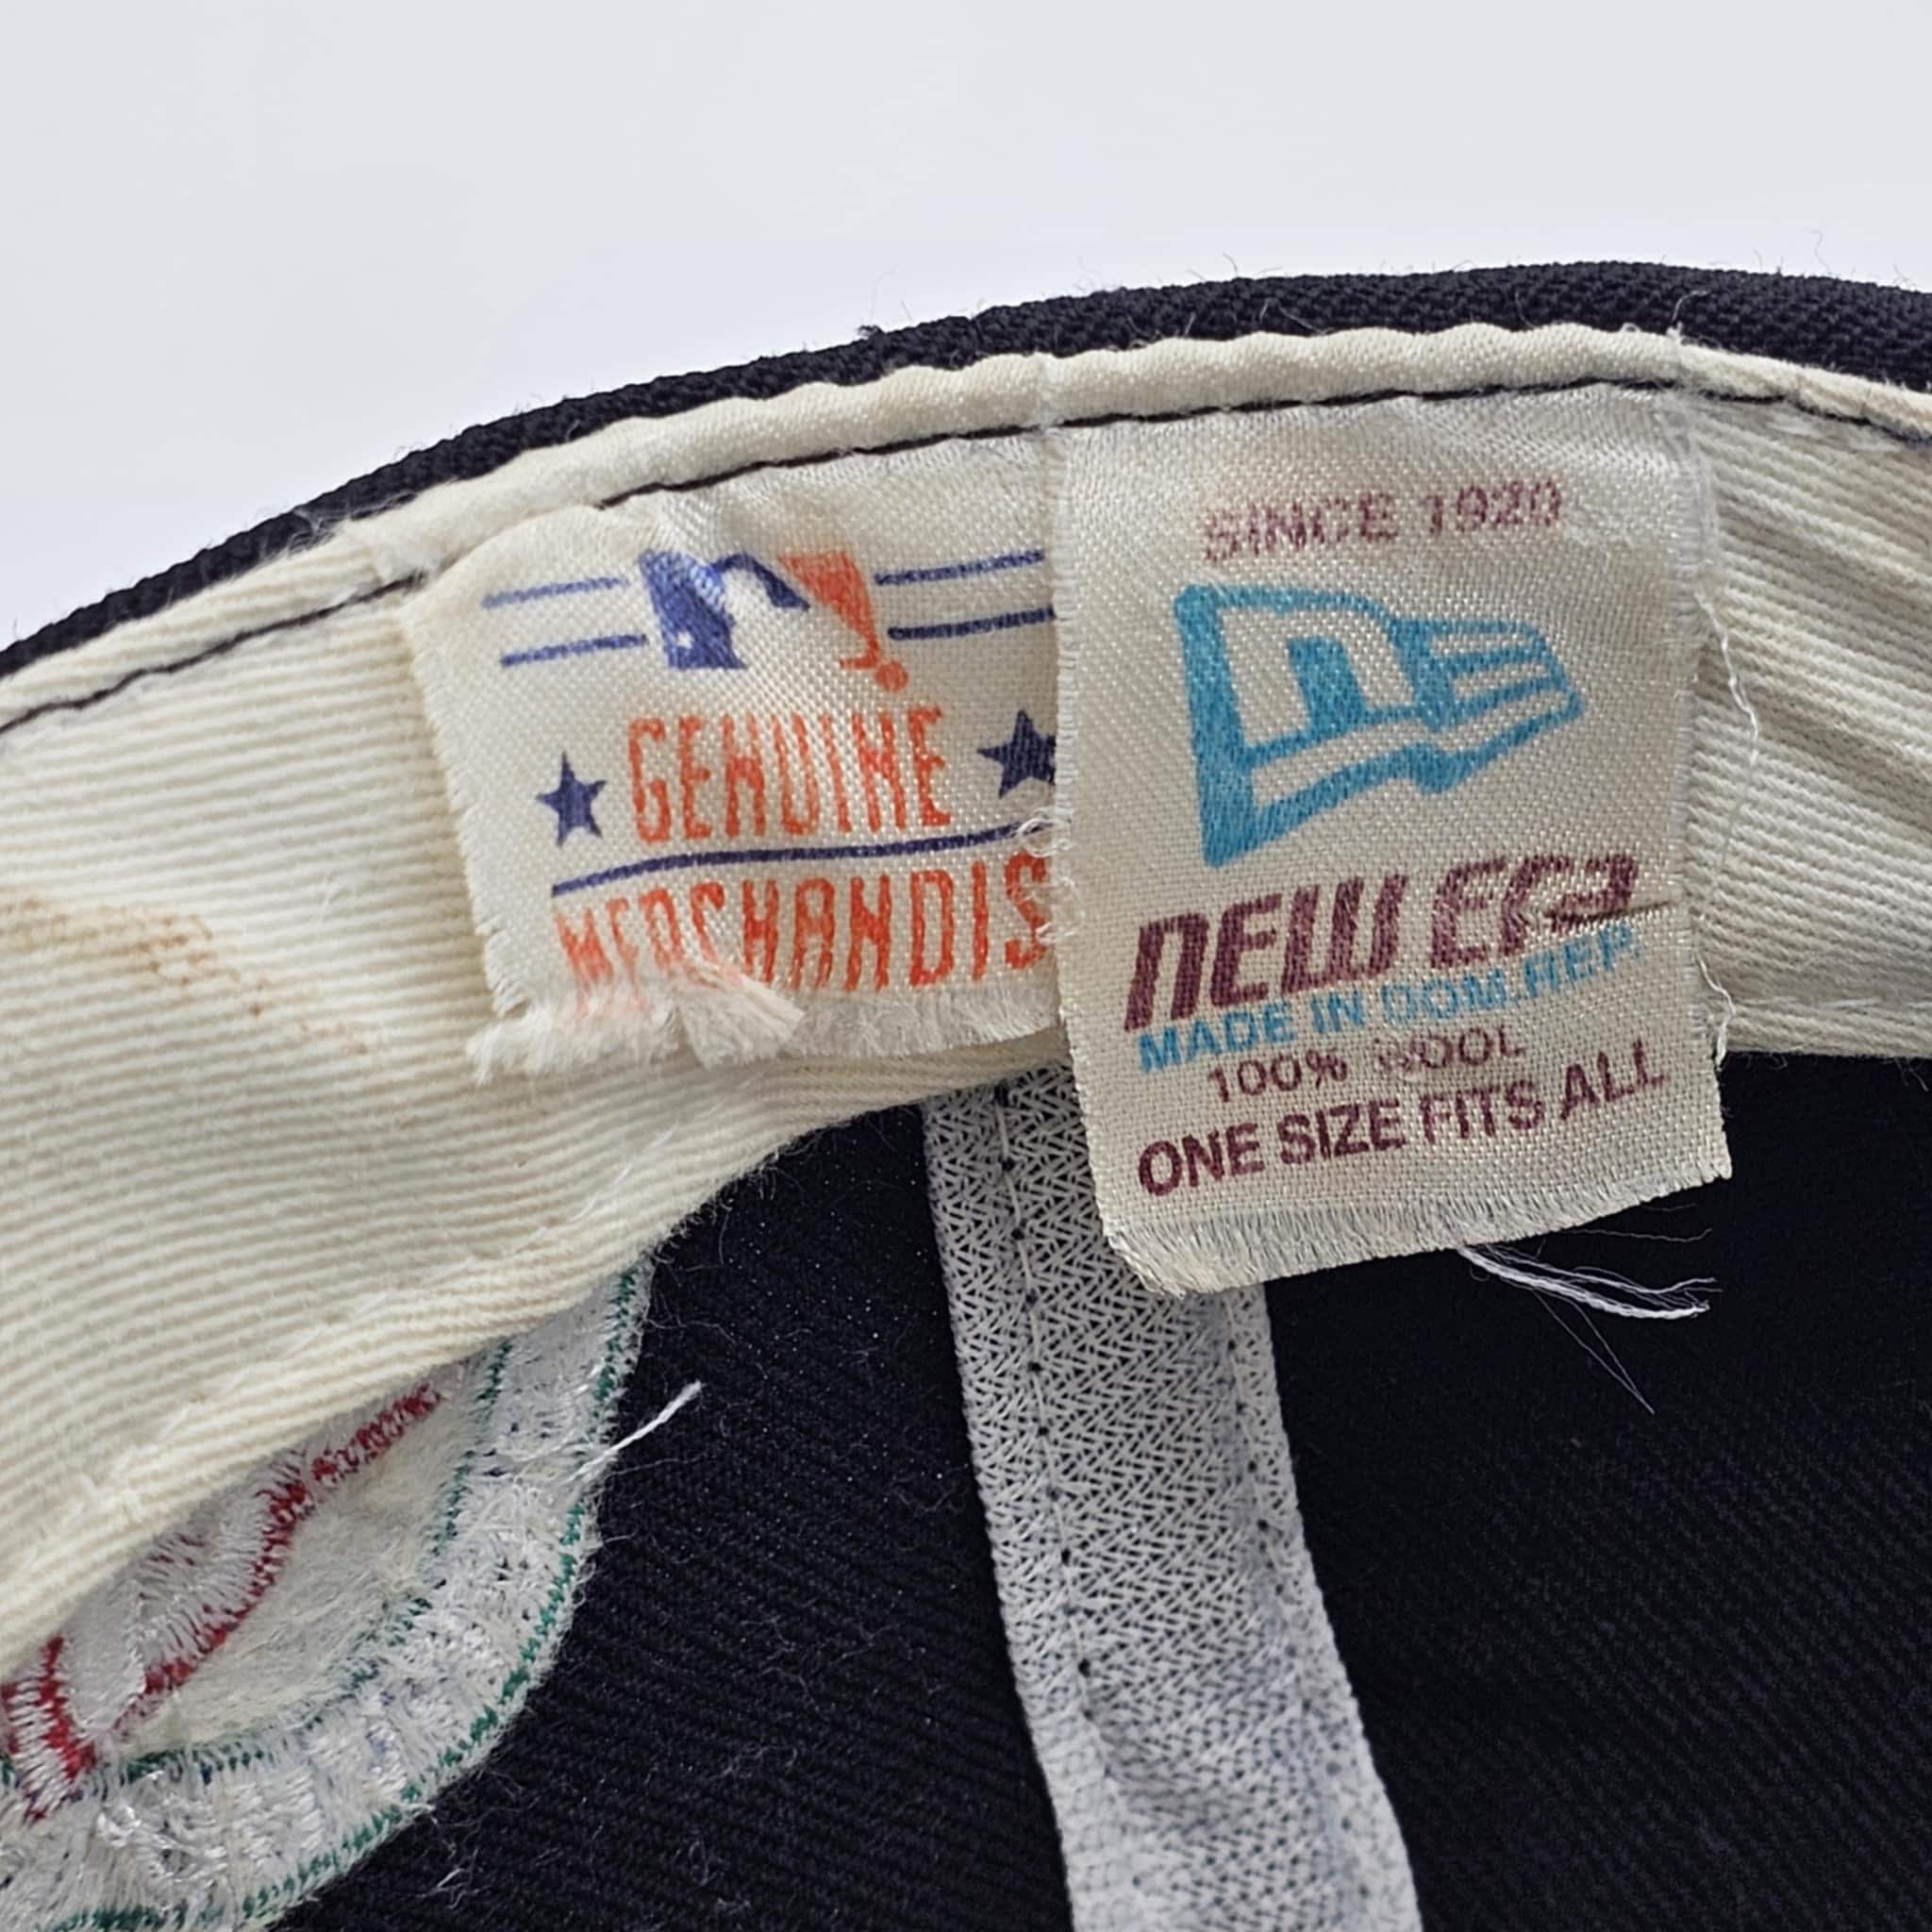 GENUINE
MERCHANDIS
SINCE 1920
NEW ERA
MADE IN DOM.REP.
100% WOOL
ONE SIZE FITS ALL